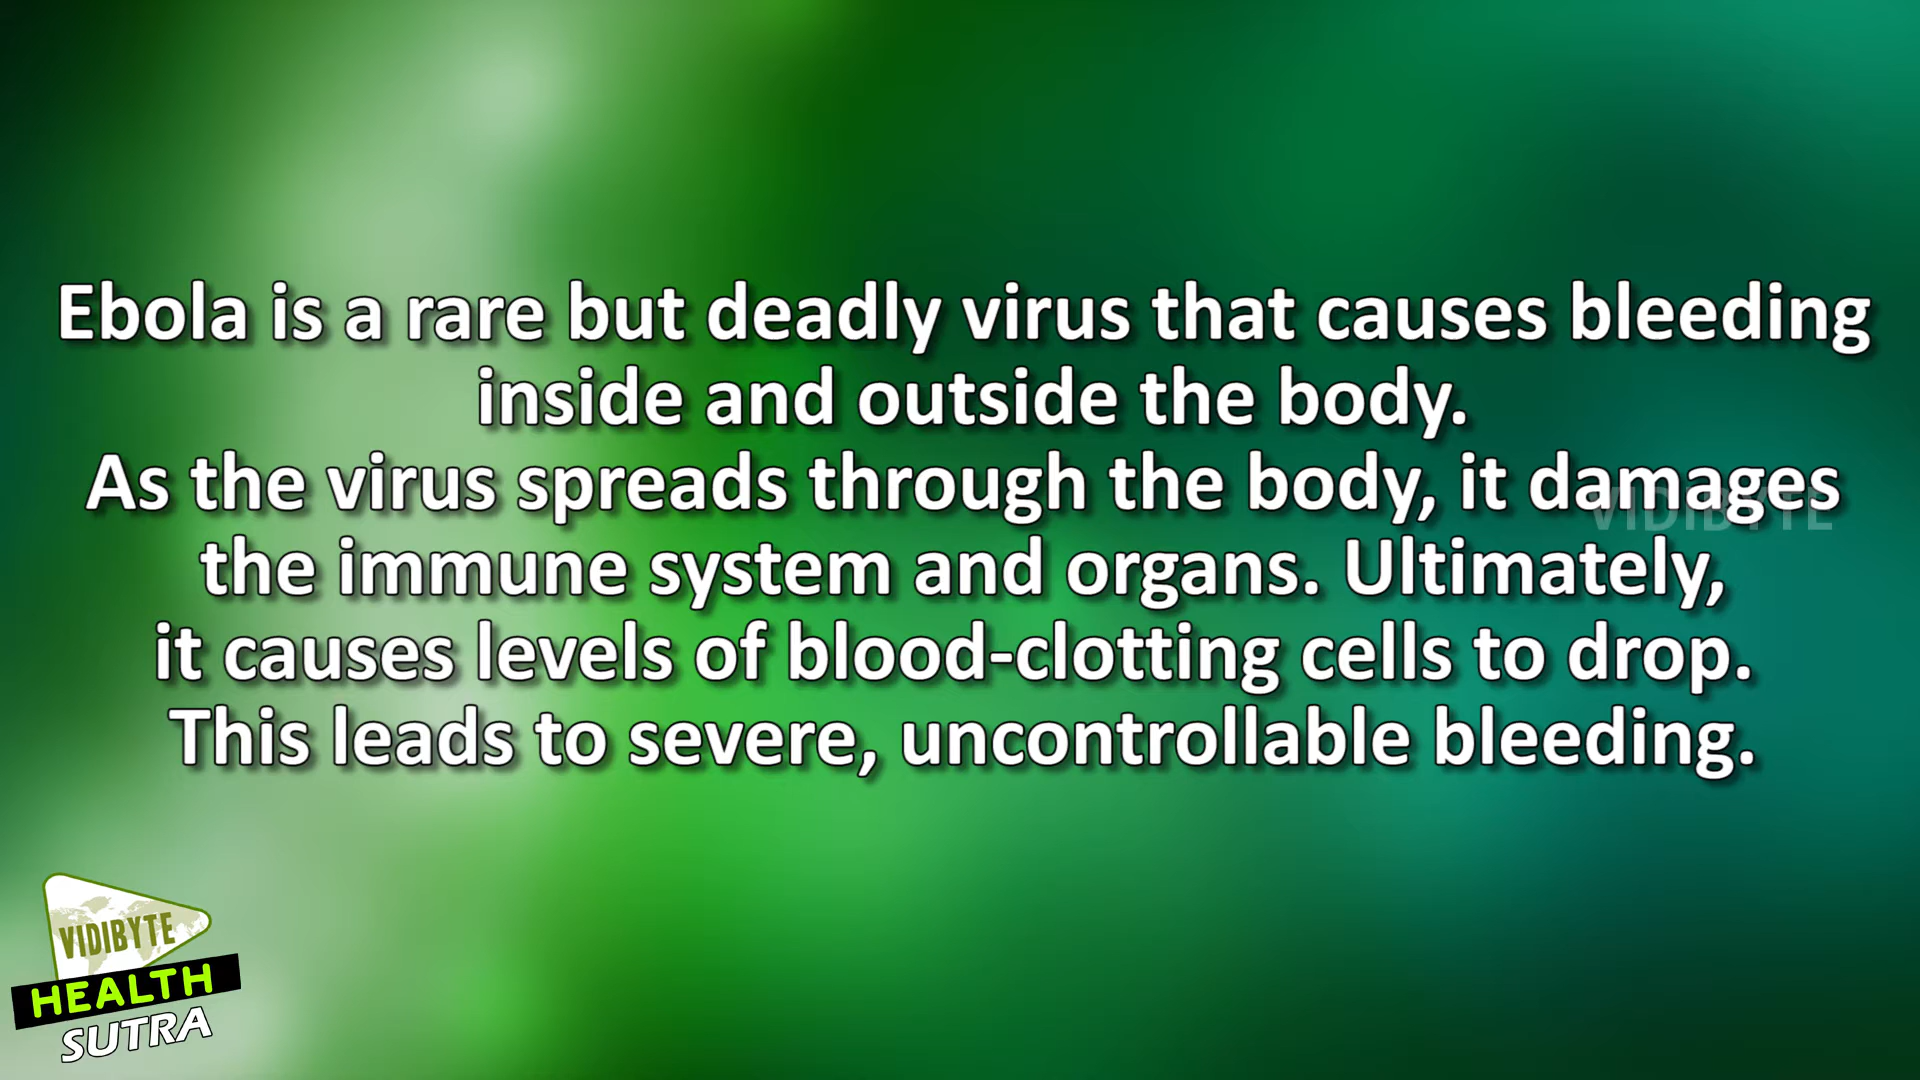 Ebola is a rare but deadly virus that causes bleeding
inside and outside the body.
As the virus spreads through the body, it damages
the immune system and organs. Ultimately,
it causes levels of blood-clotting cells to drop.
This leads to severe, uncontrollable bleeding.
VIDIBYTE
VIDIBYTE
HEALTH
SUTRA